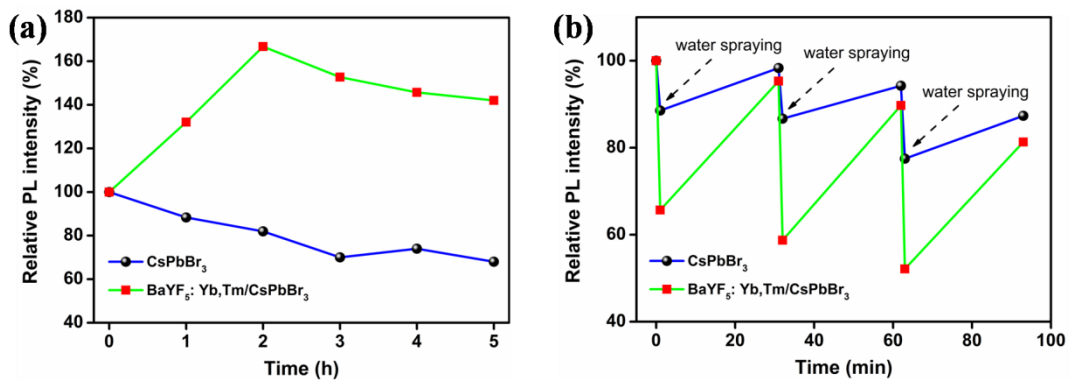 (a)
Relative PL intensity (%)
180
160
140
120
100
80
60
40
CsPbBr₃
BaYF₅: Yb,Tm/CsPbBr₃
0 1 2 3 4 5
Time (h)
(b)
Relative PL intensity (%)
100
80
60
40
water spraying
water spraying
water spraying
CsPbBr₃
BaYF₅: Yb,Tm/CsPbBr₃
0 20 40 60 80 100
Time (min)